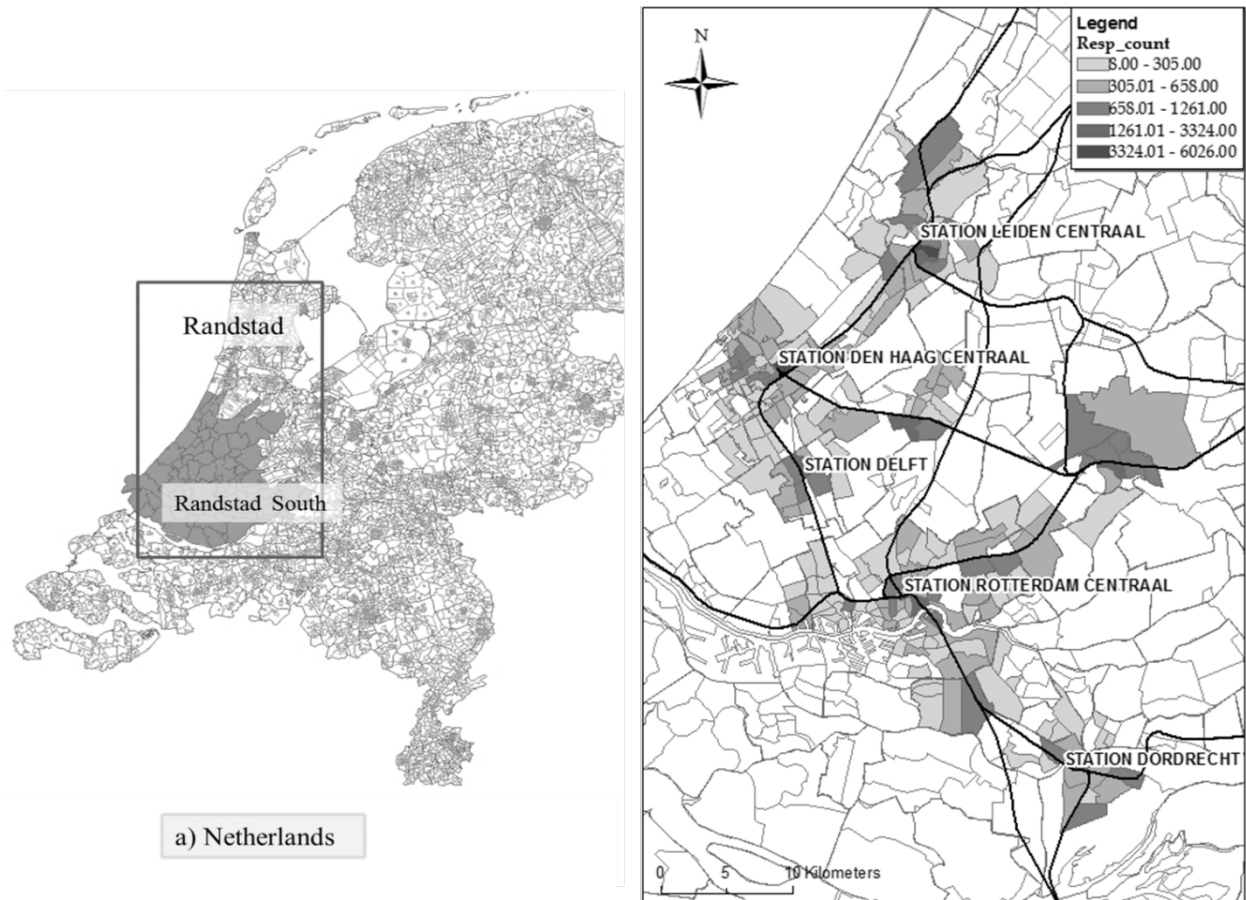 Randstad
Randstad South
a) Netherlands
N
Legend
Resp_count
8.00 - 305.00
305.01 - 658.00
658.01 - 1261.00
1261.01 - 3324.00
3324.01 - 6026.00
STATION LEIDEN CENTRAAL
STATION DEN HAAG CENTRAAL
STATION DELFT
STATION ROTTERDAM CENTRAAL
STATION DORDRECHT
0 5 10 Kilometers